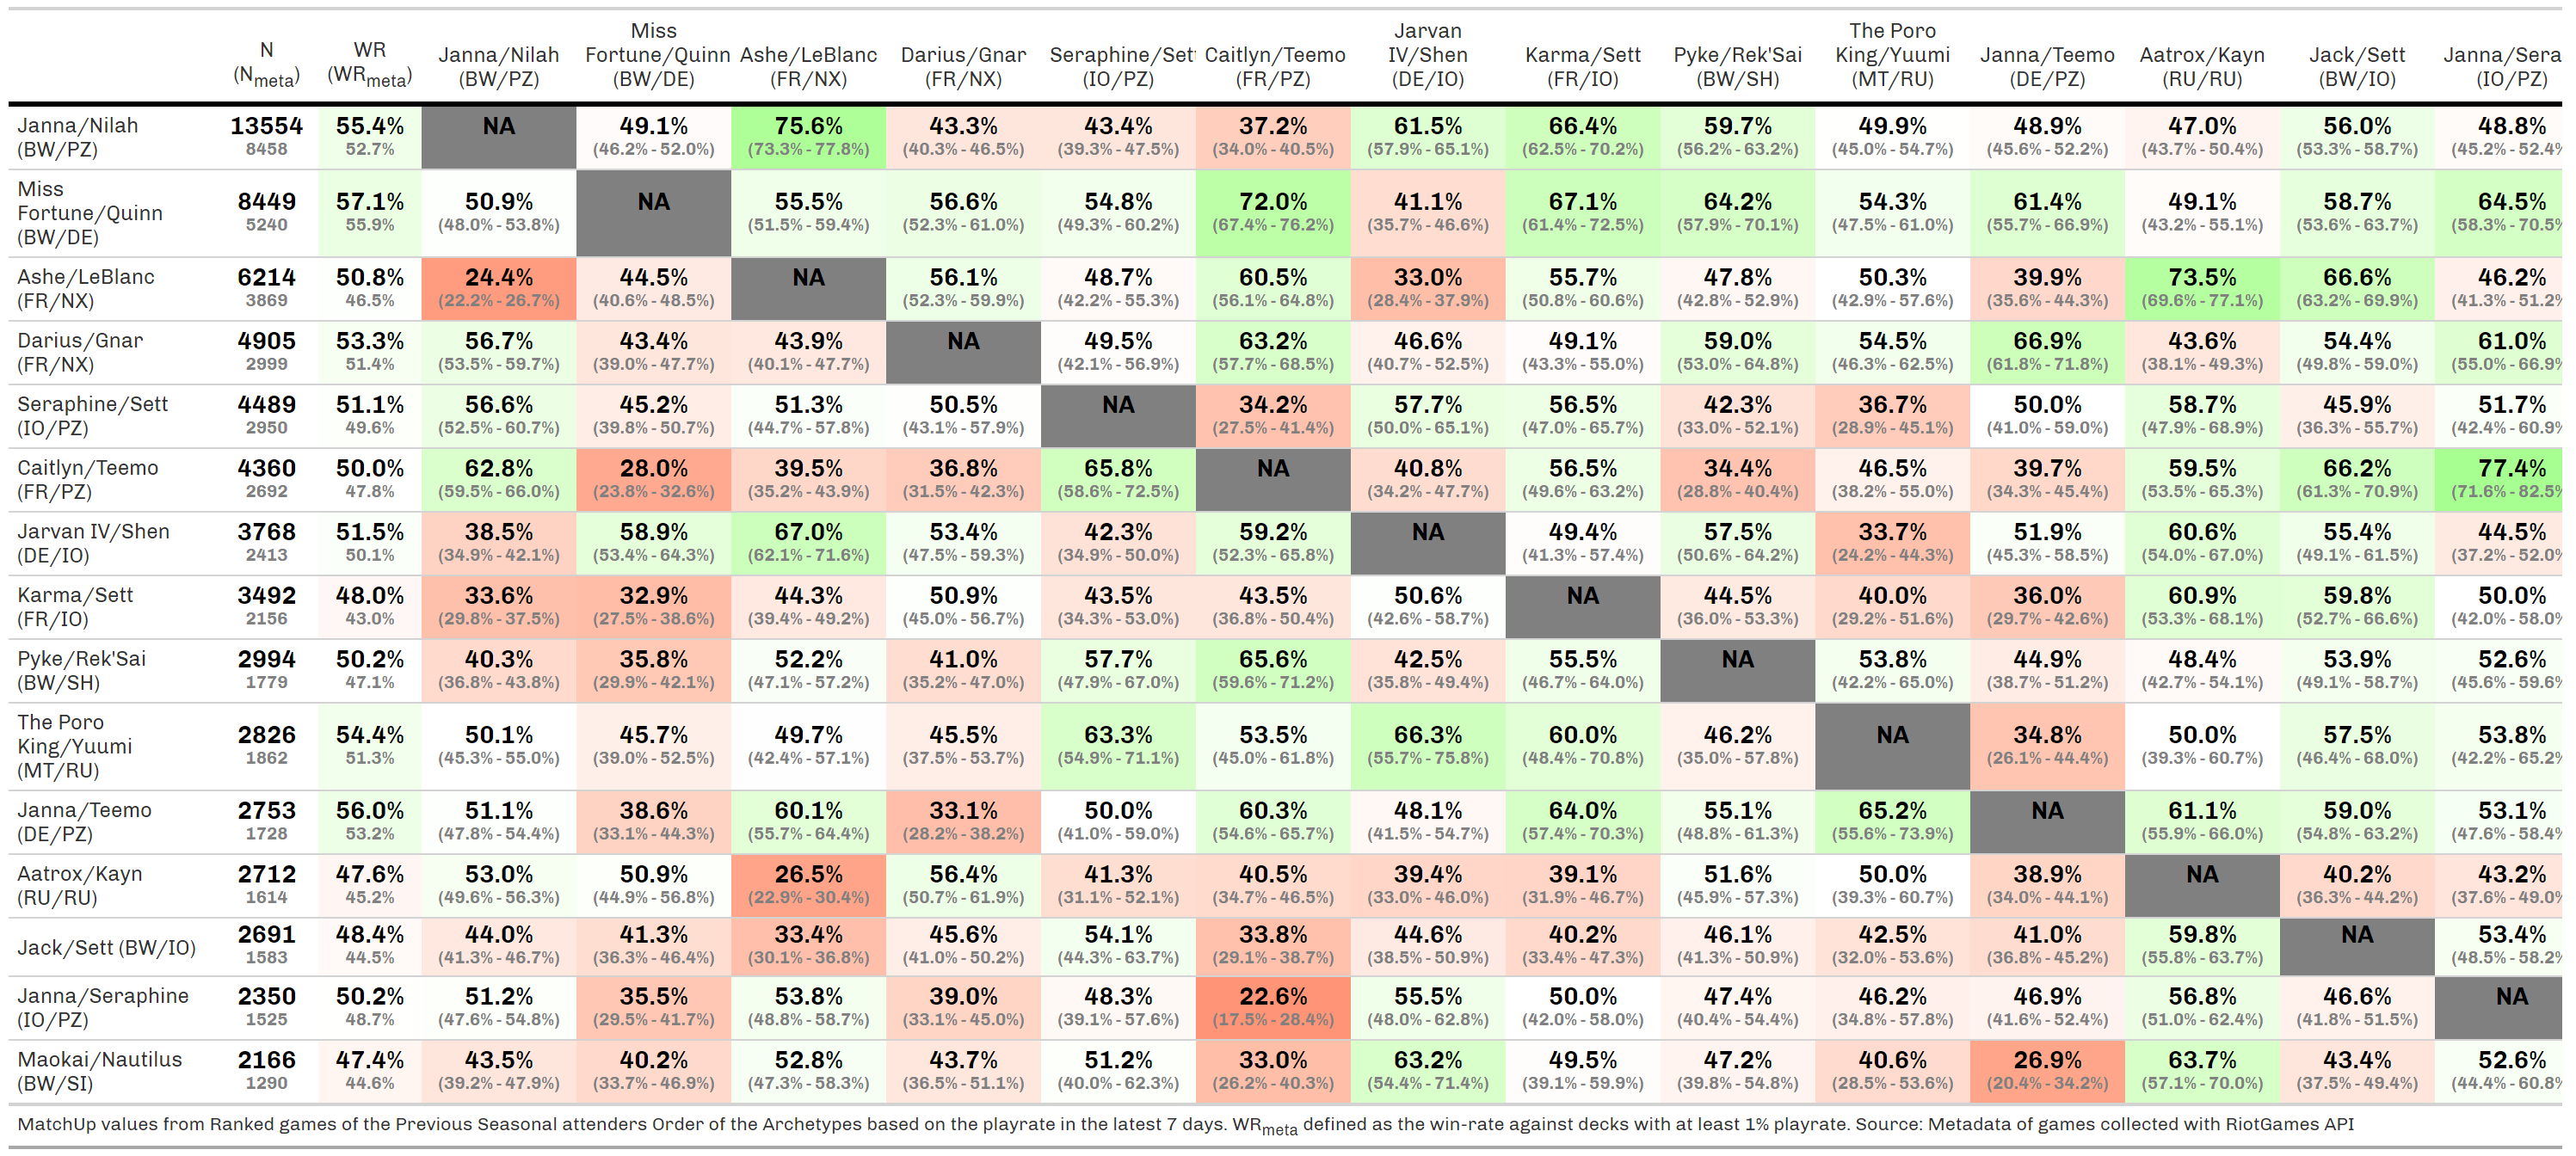 N (N_meta) WR (WR_meta) Janna/Nilah (BW/PZ) Miss Fortune/Quinn (BW/DE) Ashe/LeBlanc (FR/NX) Darius/Gnar (FR/NX) Seraphine/Sett (IO/PZ) Caitlyn/Teemo (FR/PZ) Jarvan IV/Shen (DE/IO) Karma/Sett (FR/IO) Pyke/Rek'Sai (BW/SH) The Poro King/Yuumi (MT/RU) Janna/Teemo (DE/PZ) Aatrox/Kayn (RU/RU) Jack/Sett (BW/IO) Janna/Sera (IO/PZ)
Janna/Nilah 13554 55.4% NA 49.1% 75.6% 43.3% 43.4% 37.2% 61.5% 66.4% 59.7% 49.9% 48.9% 47.0% 56.0% 48.8%
(BW/PZ) 8458 52.7% (46.2% - 52.0%) (73.3% - 77.8%) (40.3% - 46.5%) (39.3% - 47.5%) (34.0% - 40.5%) (57.9% - 65.1%) (62.5% - 70.2%) (56.2% - 63.2%) (45.0% - 54.7%) (45.6% - 52.2%) (43.7% - 50.4%) (53.3% - 58.7%) (45.2% - 52.4%
Miss
Fortune/Quinn 8449 57.1% 50.9% NA 55.5% 56.6% 54.8% 72.0% 41.1% 67.1% 64.2% 54.3% 61.4% 49.1% 58.7% 64.5%
(BW/DE) 5240 55.9% (48.0% - 53.8%) (51.5% - 59.4%) (52.3% - 61.0%) (49.3% - 60.2%) (67.4% - 76.2%) (35.7% - 46.6%) (61.4% - 72.5%) (57.9% - 70.1%) (47.5% - 61.0%) (55.7% - 66.9%) (43.2% - 55.1%) (53.6% - 63.7%) (58.3% - 70.5%
Ashe/LeBlanc 6214 50.8% 24.4% 44.5% NA 56.1% 48.7% 60.5% 33.0% 55.7% 47.8% 50.3% 39.9% 73.5% 66.6% 46.2%
(FR/NX) 3869 46.5% (22.2% - 26.7%) (40.6% - 48.5%) (52.3% - 59.9%) (42.2% - 55.3%) (56.1% - 64.8%) (28.4% - 37.9%) (50.8% - 60.6%) (42.8% - 52.9%) (42.9% - 57.6%) (35.6% - 44.3%) (69.6% - 77.1%) (63.2% - 69.9%) (41.3% - 51.2%
Darius/Gnar 4905 53.3% 56.7% 43.4% 43.9% NA 49.5% 63.2% 46.6% 49.1% 59.0% 54.5% 66.9% 43.6% 54.4% 61.0%
(FR/NX) 2999 51.4% (53.5% - 59.7%) (39.0% - 47.7%) (40.1% - 47.7%) (42.1% - 56.9%) (57.7% - 68.5%) (40.7% - 52.5%) (43.3% - 55.0%) (53.0% - 64.8%) (46.3% - 62.5%) (61.8% - 71.8%) (38.1% - 49.3%) (49.8% - 59.0%) (55.0% - 66.9%
Seraphine/Sett 4489 51.1% 56.6% 45.2% 51.3% 50.5% NA 34.2% 57.7% 56.5% 42.3% 36.7% 50.0% 58.7% 45.9% 51.7%
(IO/PZ) 2950 49.6% (52.5% - 60.7%) (39.8% - 50.7%) (44.7% - 57.8%) (43.1% - 57.9%) (27.5% - 41.4%) (50.0% - 65.1%) (47.0% - 65.7%) (33.0% - 52.1%) (28.9% - 45.1%) (41.0% - 59.0%) (47.9% - 68.9%) (36.3% - 55.7%) (42.4% - 60.9%
Caitlyn/Teemo 4360 50.0% 62.8% 28.0% 39.5% 36.8% 65.8% NA 40.8% 56.5% 34.4% 46.5% 39.7% 59.5% 66.2% 77.4%
(FR/PZ) 2692 47.8% (59.5% - 66.0%) (23.8% - 32.6%) (35.2% - 43.9%) (31.5% - 42.3%) (58.6% - 72.5%) (34.2% - 47.7%) (49.6% - 63.2%) (28.8% - 40.4%) (38.2% - 55.0%) (34.3% - 45.4%) (53.5% - 65.3%) (61.3% - 70.9%) (71.6% - 82.5%
Jarvan IV/Shen 3768 51.5% 38.5% 58.9% 67.0% 53.4% 42.3% 59.2% NA 49.4% 57.5% 33.7% 51.9% 60.6% 55.4% 44.5%
(DE/IO) 2413 50.1% (34.9% - 42.1%) (53.4% - 64.3%) (62.1% - 71.6%) (47.5% - 59.3%) (34.9% - 50.0%) (52.3% - 65.8%) (41.3% - 57.4%) (50.6% - 64.2%) (24.2% - 44.3%) (45.3% - 58.5%) (54.0% - 67.0%) (49.1% - 61.5%) (37.2% - 52.0%
Karma/Sett 3492 48.0% 33.6% 32.9% 44.3% 50.9% 43.5% 43.5% 50.6% NA 44.5% 40.0% 36.0% 60.9% 59.8% 50.0%
(FR/IO) 2156 43.0% (29.8% - 37.5%) (27.5% - 38.6%) (39.4% - 49.2%) (45.0% - 56.7%) (34.3% - 53.0%) (36.8% - 50.4%) (42.6% - 58.7%) (36.0% - 53.3%) (29.2% - 51.6%) (29.7% - 42.6%) (53.3% - 68.1%) (52.7% - 66.6%) (42.0% - 58.0%
Pyke/Rek'Sai 2994 50.2% 40.3% 35.8% 52.2% 41.0% 57.7% 65.6% 42.5% 55.5% NA 53.8% 44.9% 48.4% 53.9% 52.6%
(BW/SH) 1779 47.1% (36.8% - 43.8%) (29.9% - 42.1%) (47.1% - 57.2%) (35.2% - 47.0%) (47.9% - 67.0%) (59.6% - 71.2%) (35.8% - 49.4%) (46.7% - 64.0%) (42.2% - 65.0%) (38.7% - 51.2%) (42.7% - 54.1%) (49.1% - 58.7%) (45.6% - 59.6%
The Poro
King/Yuumi 2826 54.4% 50.1% 45.7% 49.7% 45.5% 63.3% 53.5% 66.3% 60.0% 46.2% NA 34.8% 50.0% 57.5% 53.8%
(MT/RU) 1862 51.3% (45.3% - 55.0%) (39.0% - 52.5%) (42.4% - 57.1%) (37.5% - 53.7%) (54.9% - 71.1%) (45.0% - 61.8%) (55.7% - 75.8%) (48.4% - 70.8%) (35.0% - 57.8%) (26.1% - 44.4%) (39.3% - 60.7%) (46.4% - 68.0%) (42.2% - 65.2%
Janna/Teemo 2753 56.0% 51.1% 38.6% 60.1% 33.1% 50.0% 60.3% 48.1% 64.0% 55.1% 65.2% NA 61.1% 59.0% 53.1%
(DE/PZ) 1728 53.2% (47.8% - 54.4%) (33.1% - 44.3%) (55.7% - 64.4%) (28.2% - 38.2%) (41.0% - 59.0%) (54.6% - 65.7%) (41.5% - 54.7%) (57.4% - 70.3%) (48.8% - 61.3%) (55.6% - 73.9%) (55.9% - 66.0%) (54.8% - 63.2%) (47.6% - 58.4%
Aatrox/Kayn 2712 47.6% 53.0% 50.9% 26.5% 56.4% 41.3% 40.5% 39.4% 39.1% 51.6% 50.0% 38.9% NA 40.2% 43.2%
(RU/RU) 1614 45.2% (49.6% - 56.3%) (44.9% - 56.8%) (22.9% - 30.4%) (50.7% - 61.9%) (31.1% - 52.1%) (34.7% - 46.5%) (33.0% - 46.0%) (31.9% - 46.7%) (45.9% - 57.3%) (39.3% - 60.7%) (34.0% - 44.1%) (36.3% - 44.2%) (37.6% - 49.0%
Jack/Sett (BW/IO) 2691 48.4% 44.0% 41.3% 33.4% 45.6% 54.1% 33.8% 44.6% 40.2% 46.1% 42.5% 41.0% 59.8% NA 53.4%
1583 44.5% (41.3% - 46.7%) (36.3% - 46.4%) (30.1% - 36.8%) (41.0% - 50.2%) (44.3% - 63.7%) (29.1% - 38.7%) (38.5% - 50.9%) (33.4% - 47.3%) (41.3% - 50.9%) (32.0% - 53.6%) (36.8% - 45.2%) (55.8% - 63.7%) (48.5% - 58.2%
Janna/Seraphine 2350 50.2% 51.2% 35.5% 53.8% 39.0% 48.3% 22.6% 55.5% 50.0% 47.4% 46.2% 46.9% 56.8% 46.6% NA
(IO/PZ) 1525 48.7% (47.6% - 54.8%) (29.5% - 41.7%) (48.8% - 58.7%) (33.1% - 45.0%) (39.1% - 57.6%) (17.5% - 28.4%) (48.0% - 62.8%) (42.0% - 58.0%) (40.4% - 54.4%) (34.8% - 57.8%) (41.6% - 52.4%) (51.0% - 62.4%) (41.8% - 51.5%)
Maokai/Nautilus 2166 47.4% 43.5% 40.2% 52.8% 43.7% 51.2% 33.0% 63.2% 49.5% 47.2% 40.6% 26.9% 63.7% 43.4% 52.6%
(BW/SI) 1290 44.6% (39.2% - 47.9%) (33.7% - 46.9%) (47.3% - 58.3%) (36.5% - 51.1%) (40.0% - 62.3%) (26.2% - 40.3%) (54.4% - 71.4%) (39.1% - 59.9%) (39.8% - 54.8%) (28.5% - 53.6%) (20.4% - 34.2%) (57.1% - 70.0%) (37.5% - 49.4%) (44.4% - 60.8%
MatchUp values from Ranked games of the Previous Seasonal attenders Order of the Archetypes based on the playrate in the latest 7 days. WR_meta defined as the win-rate against decks with at least 1% playrate. Source: Metadata of games collected with RiotGames API